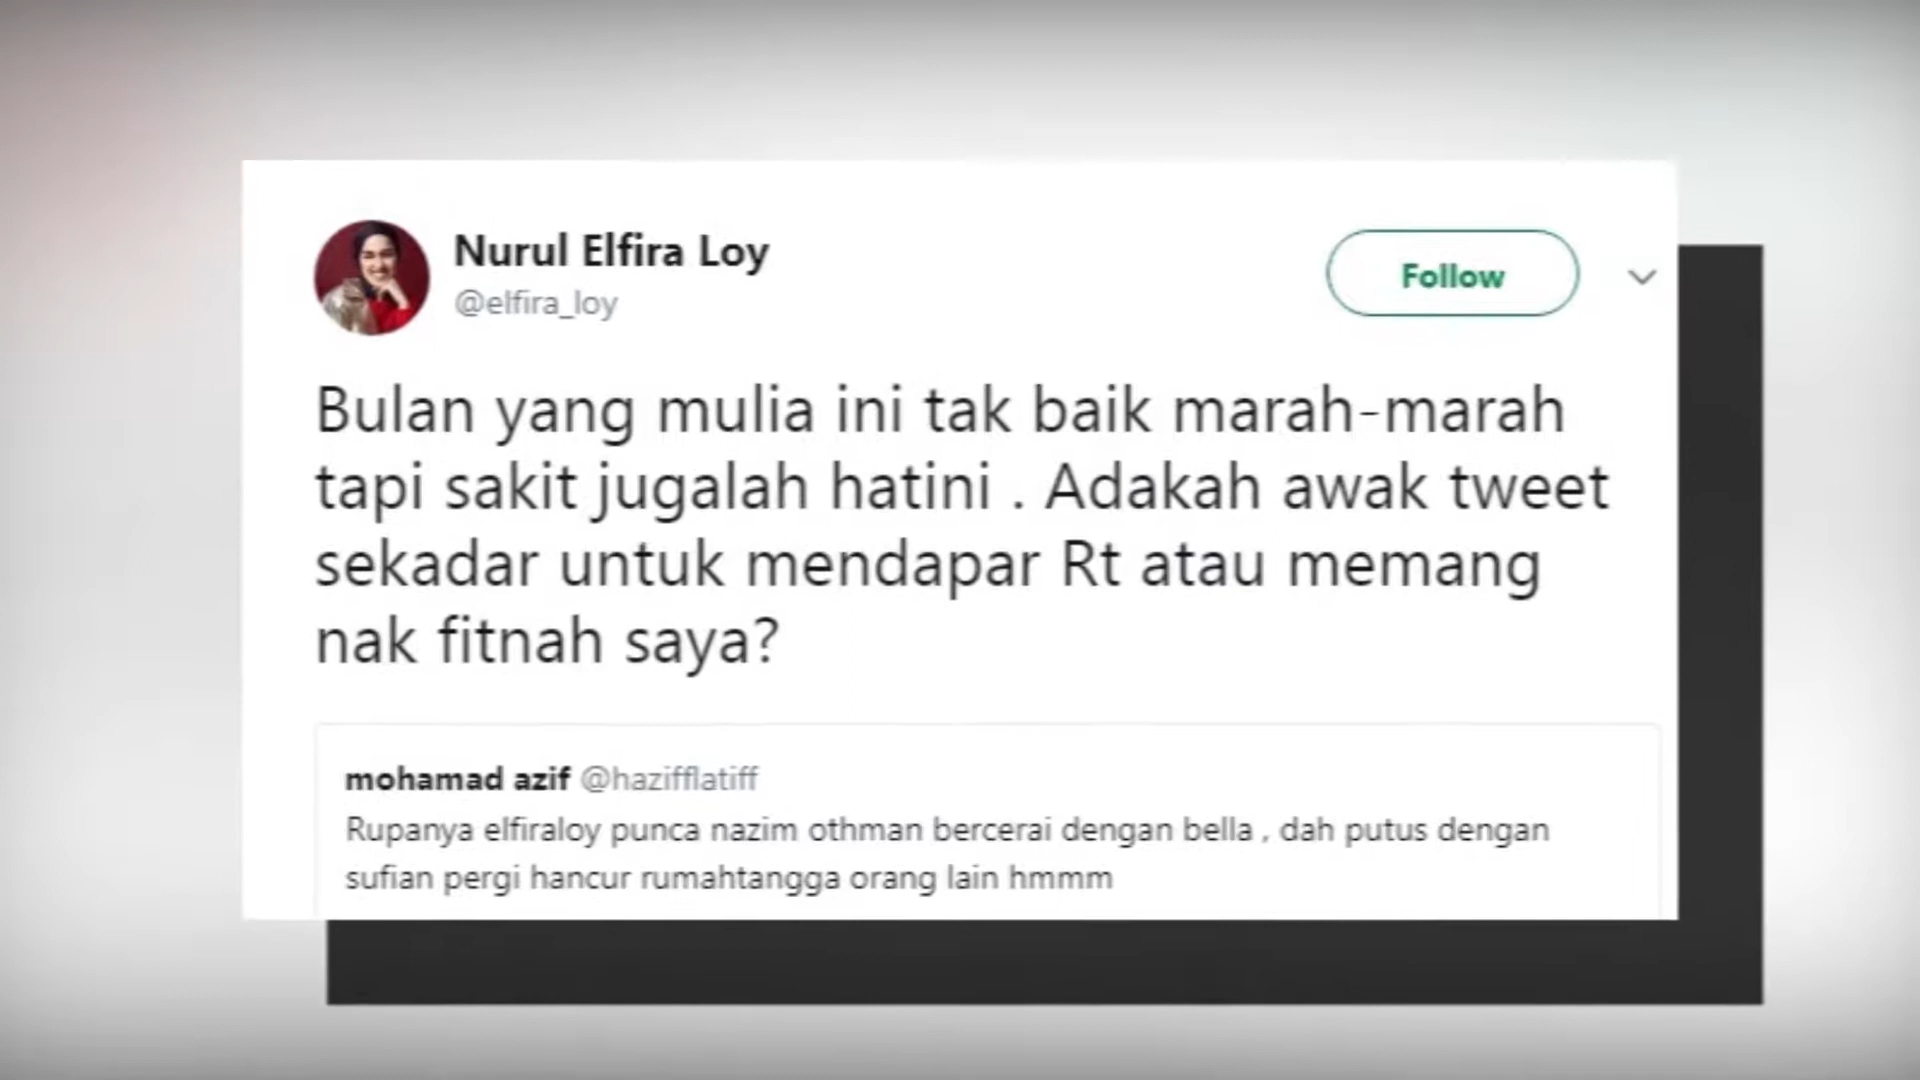 Nurul Elfira Loy
@elfira_loy
Follow
Bulan yang mulia ini tak baik marah-marah
tapi sakit jugalah hatini . Adakah awak tweet
sekadar untuk mendapar Rt atau memang
nak fitnah saya?
mohamad azif @hazifflatiff
Rupanya elfiraloy punca nazim othman bercerai dengan bella , dah putus dengan
sufian pergi hancur rumahtangga orang lain hmmm